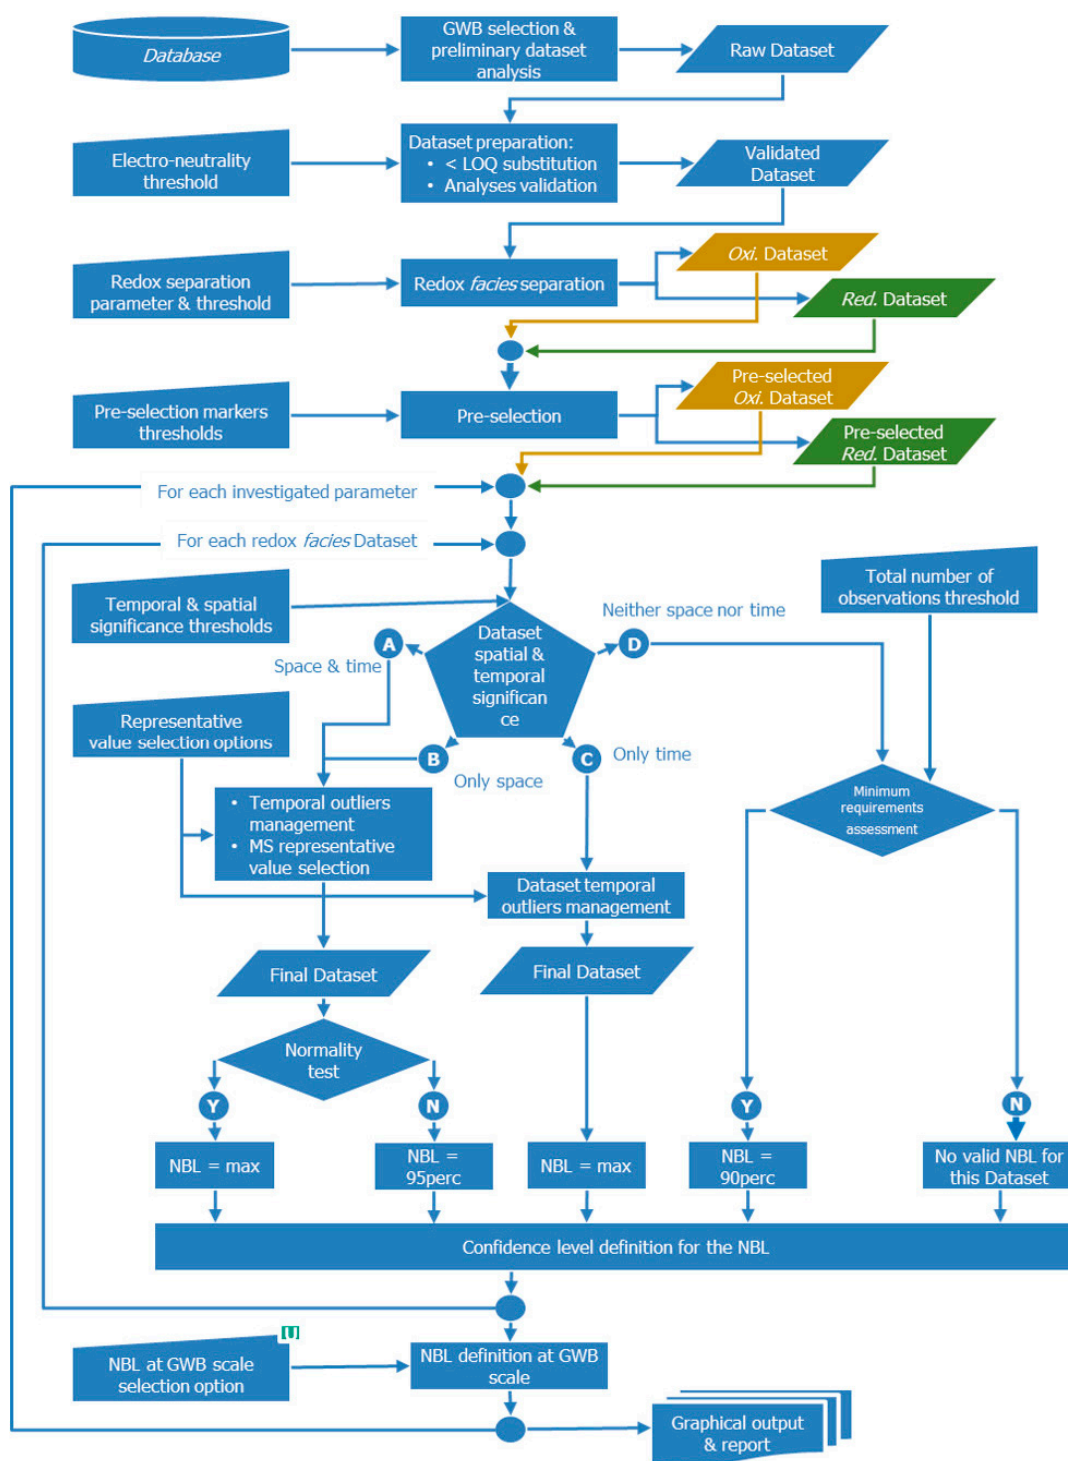 Database
GWB selection &
preliminary dataset
analysis
Raw Dataset
Electro-neutrality
threshold
Dataset preparation:
• < LOQ substitution
• Analyses validation
Validated
Dataset
Redox separation
parameter & threshold
Redox facies separation
Oxi. Dataset
Red. Dataset
Pre-selection markers
thresholds
Pre-selection
Pre-selected
Oxi. Dataset
Pre-selected
Red. Dataset
For each investigated parameter
For each redox facies Dataset
Temporal & spatial
significance thresholds
Dataset
spatial &
temporal
significan
ce
Total number of
observations threshold
Neither space nor time
A
D
Space & time
Representative
value selection options
B
Only space
C
Only time
• Temporal outliers
management
• MS representative
value selection
Minimum
requirements
assessment
Dataset temporal
outliers management
Final Dataset
Final Dataset
Normality
test
Y
N
Y
N
NBL = max
NBL =
95perc
NBL = max
NBL =
90perc
No valid NBL for
this Dataset
Confidence level definition for the NBL
[U]
NBL at GWB scale
selection option
NBL definition at GWB
scale
Graphical output
& report